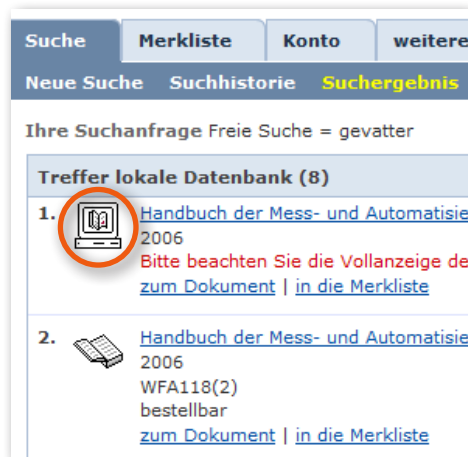 Suche Merkliste Konto weitere
Neue Suche Suchhistorie Suchergebnis
Ihre Suchanfrage Freie Suche = gevatter
Treffer lokale Datenbank (8)
1. Handbuch der Mess- und Automatisie
2006
Bitte beachten Sie die Vollanzeige de
zum Dokument | in die Merkliste
2. Handbuch der Mess- und Automatisie
2006
WFA118(2)
bestellbar
zum Dokument | in die Merkliste